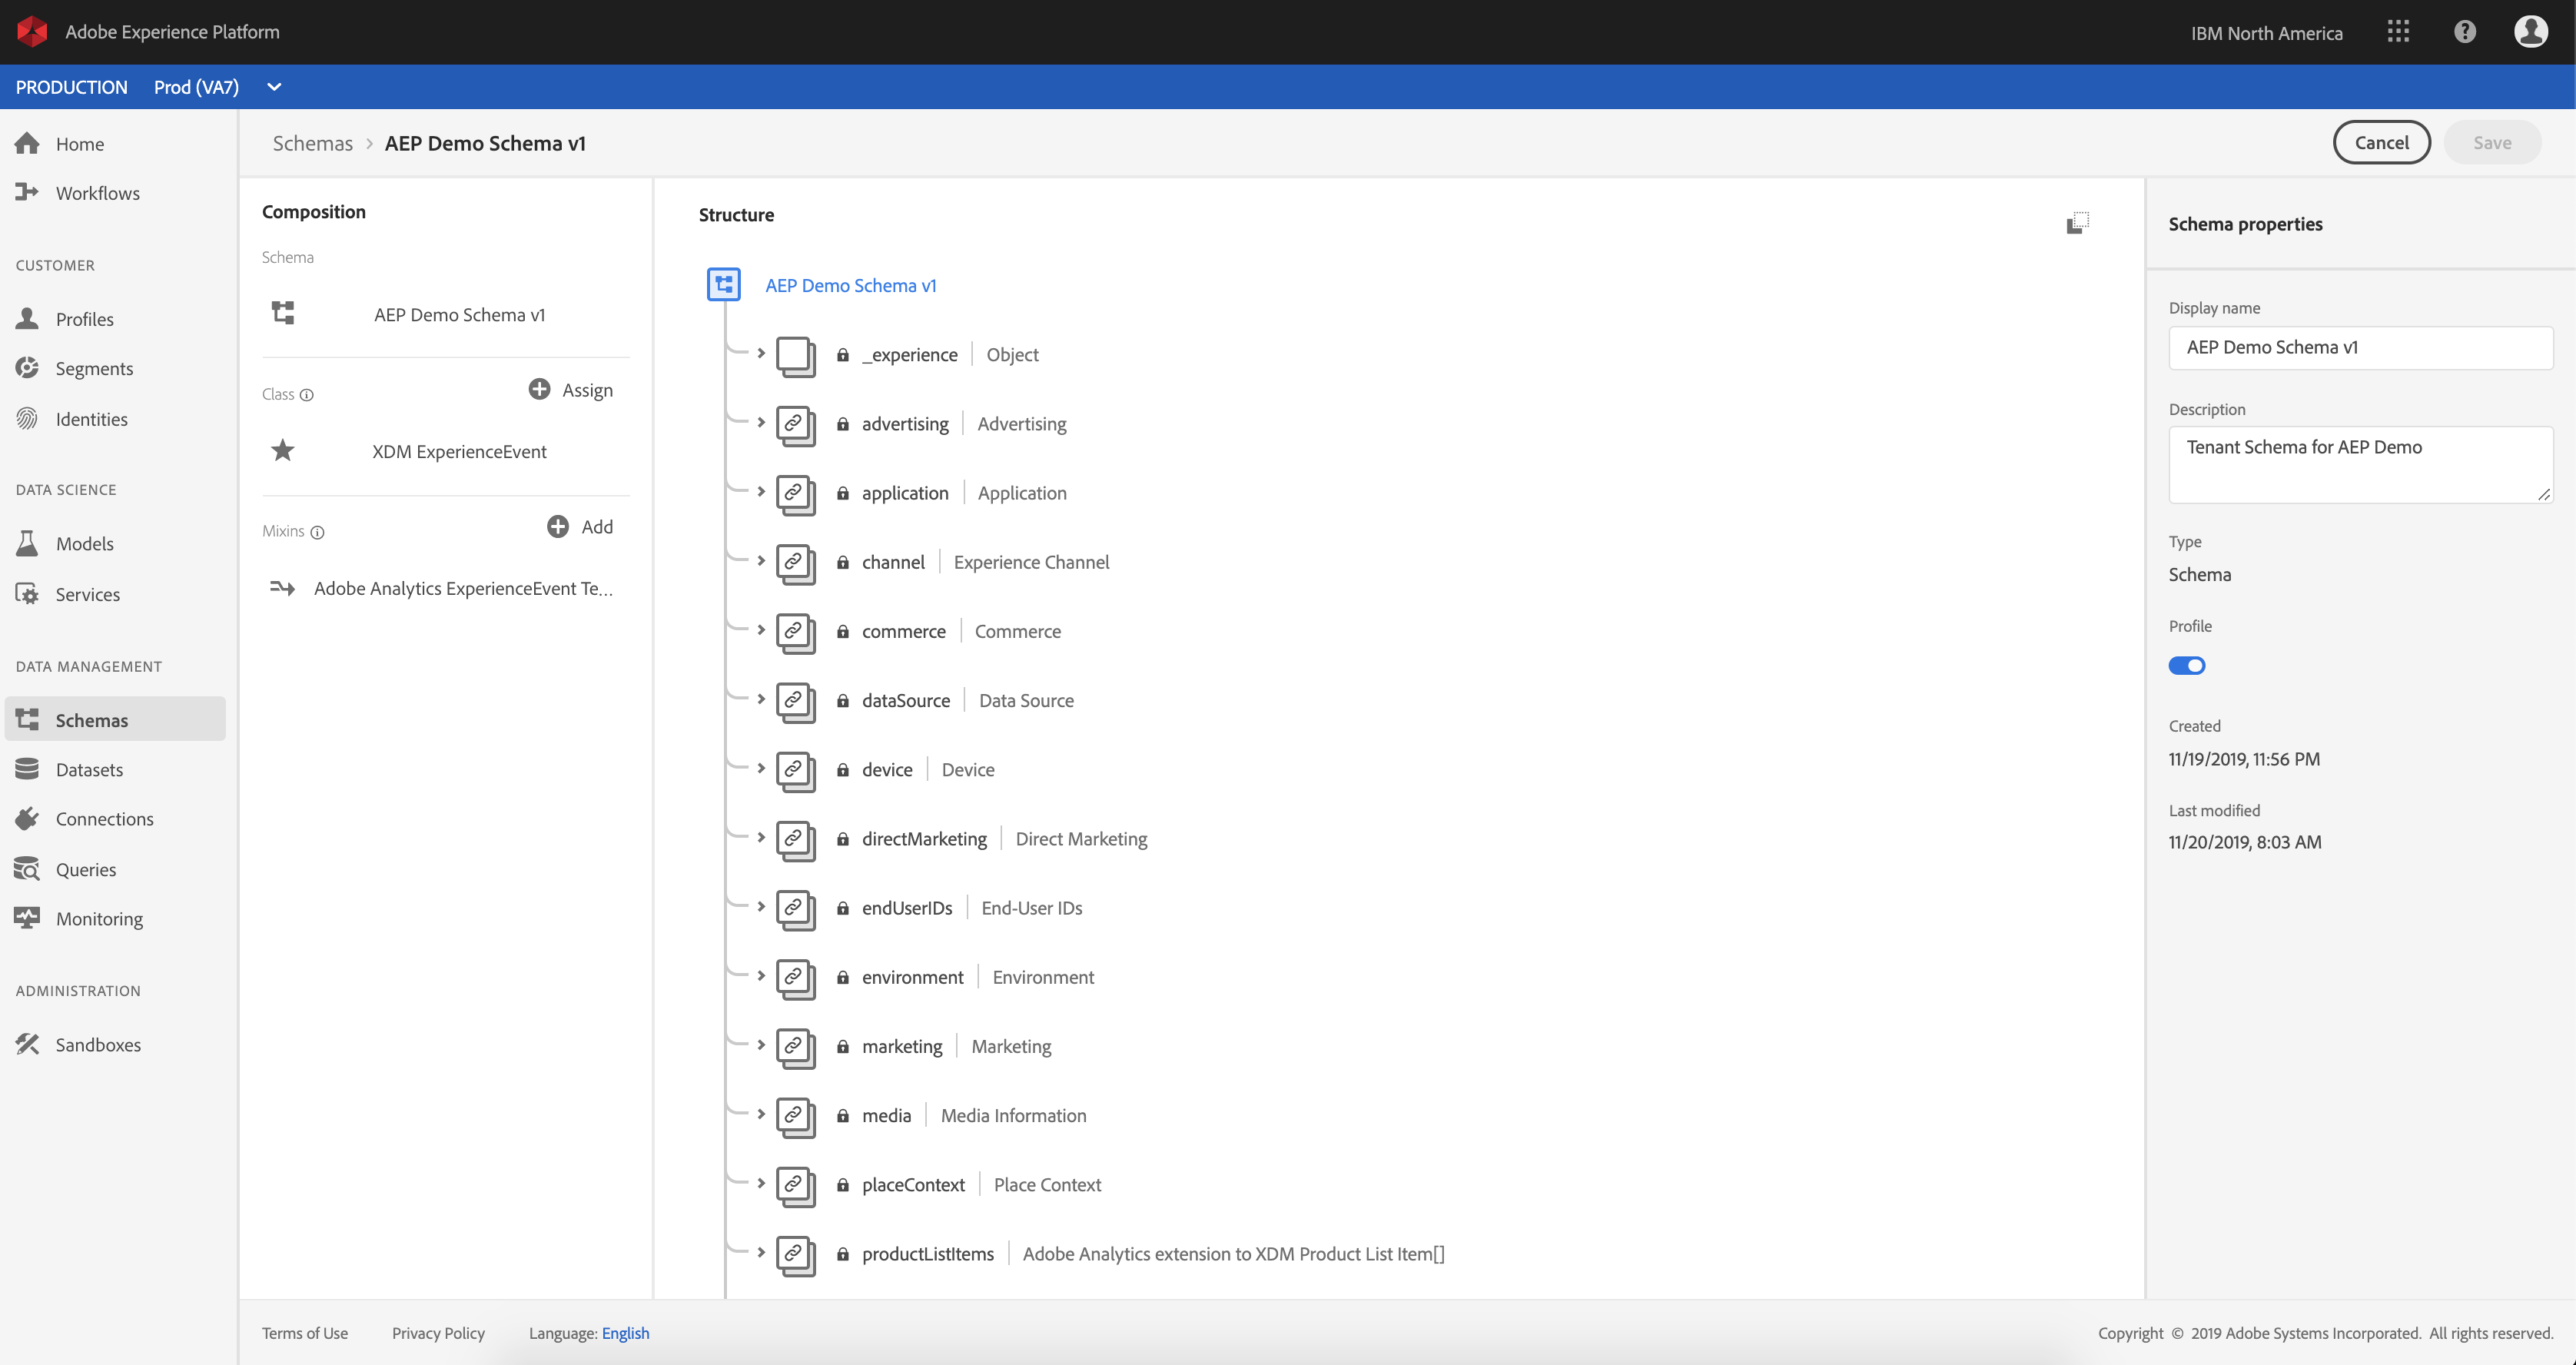 Adobe Experience Platform
IBM North America
PRODUCTION Prod (VA7)
Home
Workflows
CUSTOMER
Profiles
Segments
Identities
DATA SCIENCE
Models
Services
DATA MANAGEMENT
Schemas
Datasets
Connections
Queries
Monitoring
ADMINISTRATION
Sandboxes
Schemas > AEP Demo Schema v1
Cancel
Save
Composition
Schema
AEP Demo Schema v1
Class
Assign
XDM ExperienceEvent
Mixins
Add
Adobe Analytics ExperienceEvent Te...
Structure
AEP Demo Schema v1
_experience Object
advertising Advertising
application Application
channel Experience Channel
commerce Commerce
dataSource Data Source
device Device
directMarketing Direct Marketing
endUserIDs End-User IDs
environment Environment
marketing Marketing
media Media Information
placeContext Place Context
productListItems Adobe Analytics extension to XDM Product List Item[]
Schema properties
Display name
AEP Demo Schema v1
Description
Tenant Schema for AEP Demo
Type
Schema
Profile
Created
11/19/2019, 11:56 PM
Last modified
11/20/2019, 8:03 AM
Terms of Use Privacy Policy Language: English
Copyright © 2019 Adobe Systems Incorporated. All rights reserved.